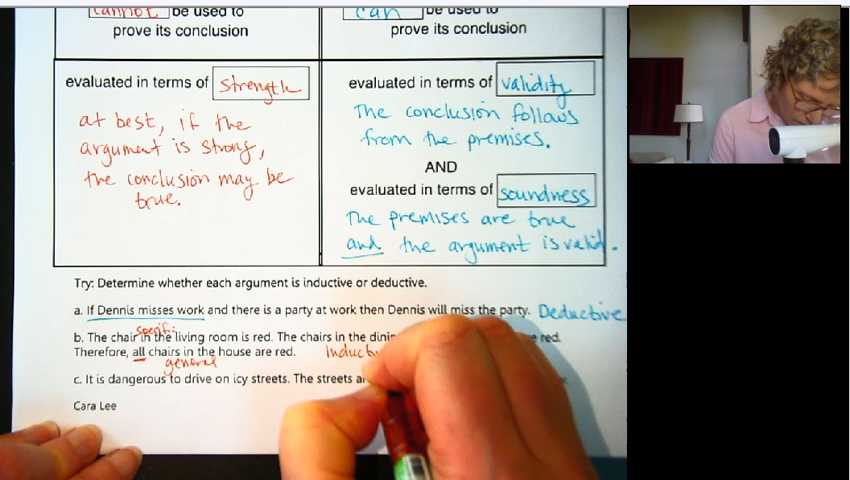 cannot be used to
prove its conclusion
can be used to
prove its conclusion
evaluated in terms of strength
at best, if the
argument is strong,
the conclusion may be
true.
evaluated in terms of validity
The conclusion follows
from the premises.
AND
evaluated in terms of soundness
The premises are true
and the argument is valid.
Try: Determine whether each argument is inductive or deductive.
a. If Dennis misses work and there is a party at work then Dennis will miss the party. Deductive
specifi
b. The chair in the living room is red. The chairs in the dinin red.
Therefore, all chairs in the house are red. Inducti
general
c. It is dangerous to drive on icy streets. The streets a
Cara Lee